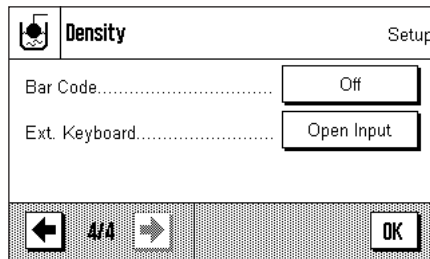 Density Setup
Bar Code............................... Off
Ext. Keyboard........................ Open Input
4/4 OK